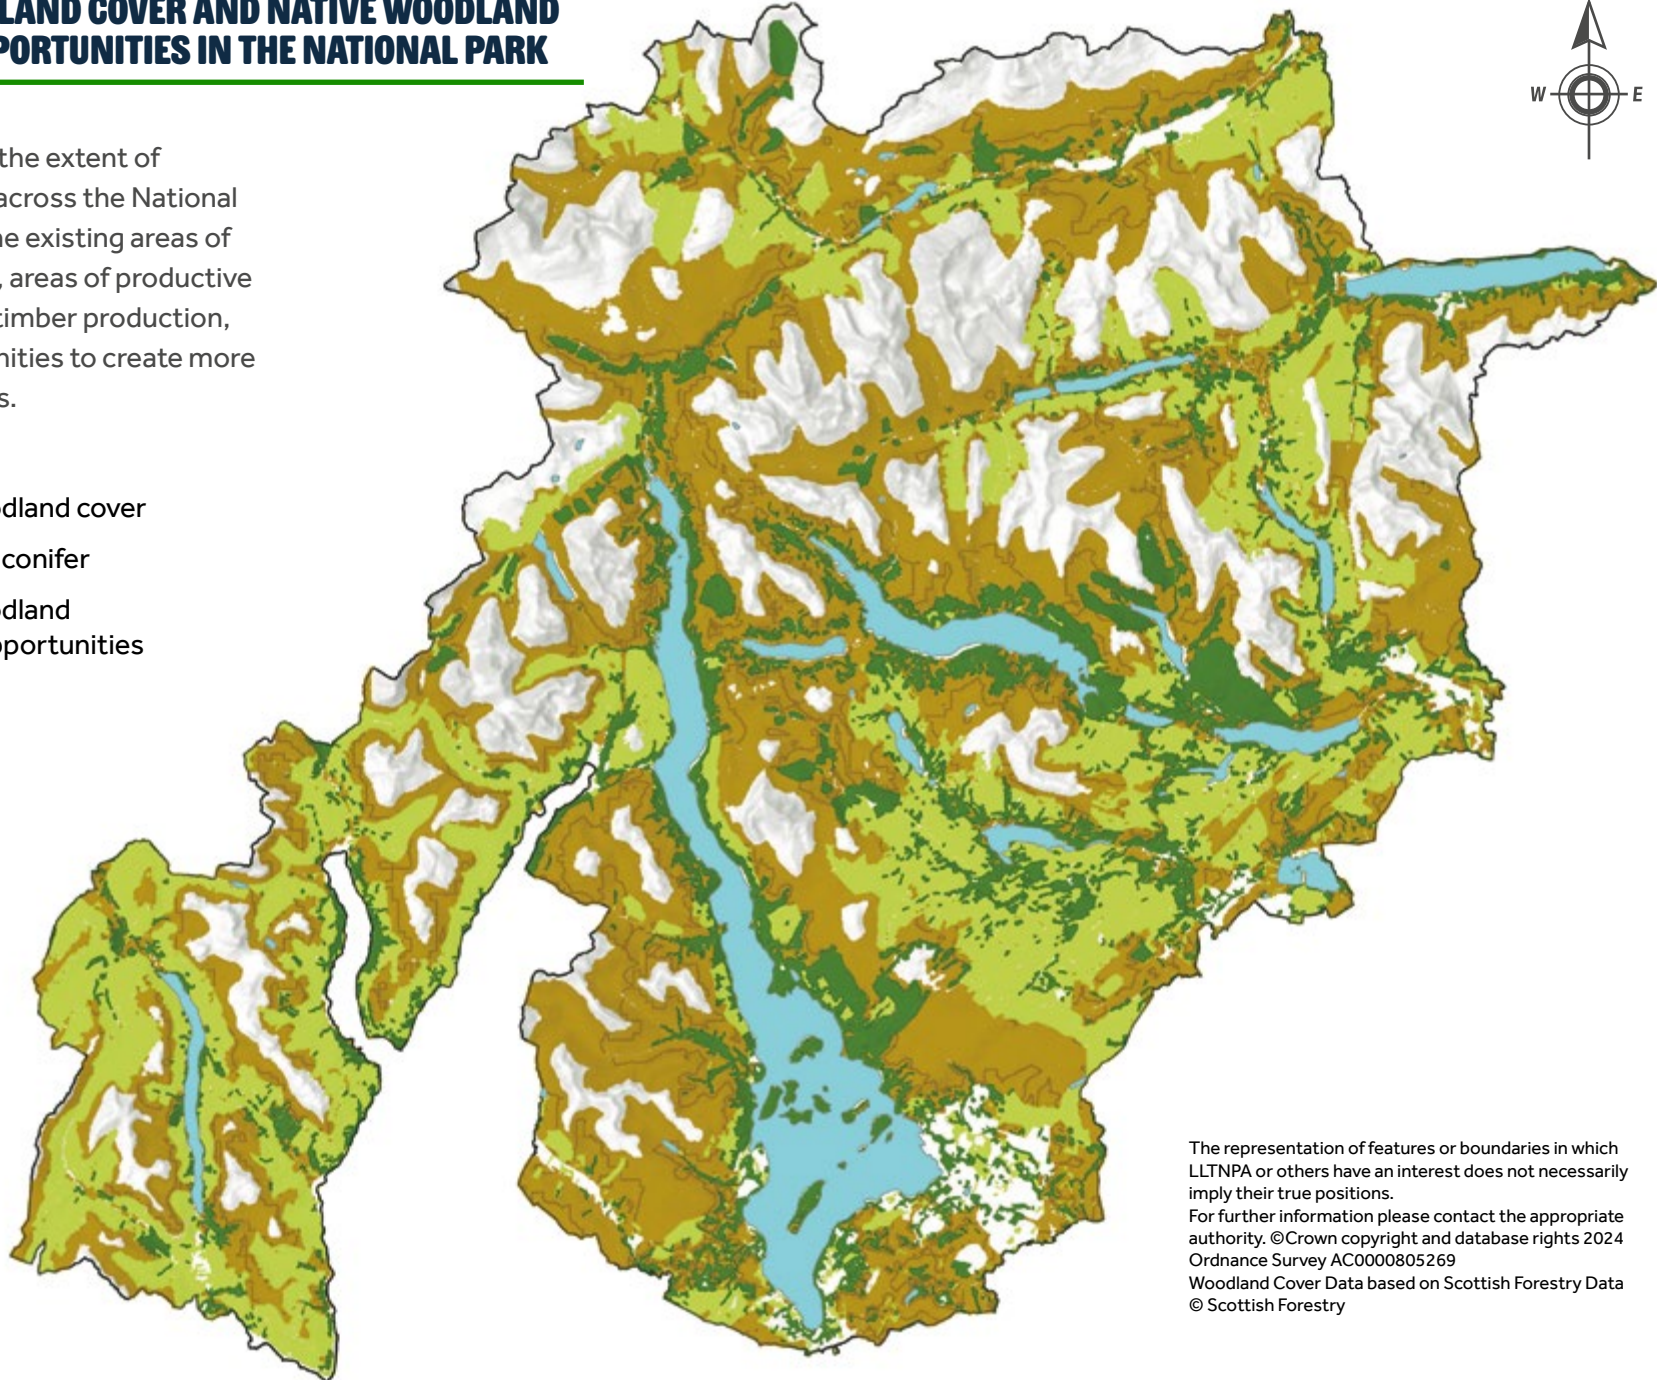 LAND COVER AND NATIVE WOODLAND
PORTUNITIES IN THE NATIONAL PARK
the extent of
across the National
e existing areas of
, areas of productive
timber production,
nities to create more
s.
dland cover
conifer
dland
portunities
W E
The representation of features or boundaries in which
LLTNPA or others have an interest does not necessarily
imply their true positions.
For further information please contact the appropriate
authority. ©Crown copyright and database rights 2024
Ordnance Survey AC0000805269
Woodland Cover Data based on Scottish Forestry Data
© Scottish Forestry